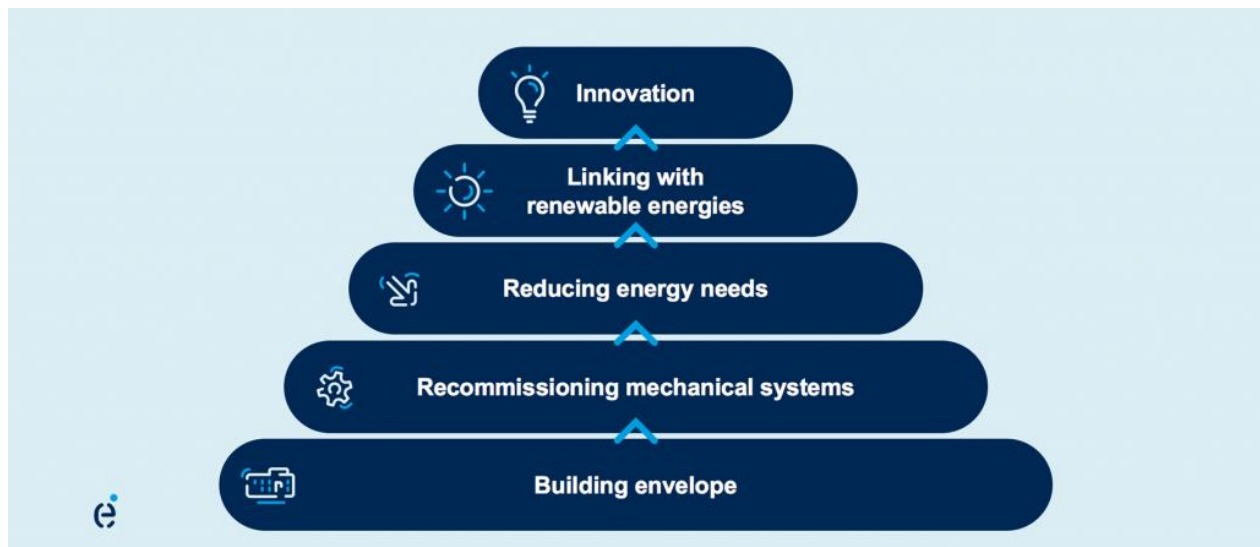 Innovation
Linking with
renewable energies
Reducing energy needs
Recommissioning mechanical systems
Building envelope
e